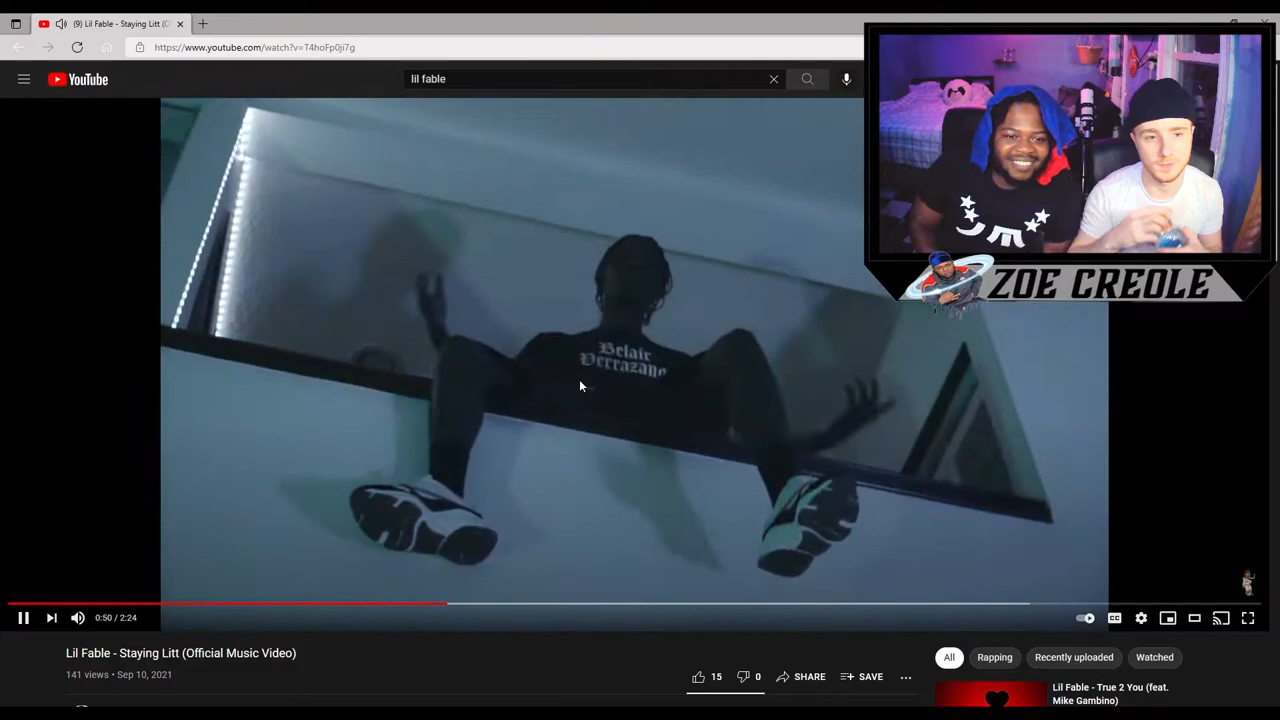 (9) Lil Fable - Staying Litt (O
https://www.youtube.com/watch?v=T4hoFp0ji7g
YouTube
lil fable
ZOE CREOLE
Belair
Verrazano
0:50 / 2:24
CC
Lil Fable - Staying Litt (Official Music Video)
141 views • Sep 10, 2021
15
0
SHARE
SAVE
All
Rapping
Recently uploaded
Watched
Lil Fable - True 2 You (feat.
Mike Gambino)